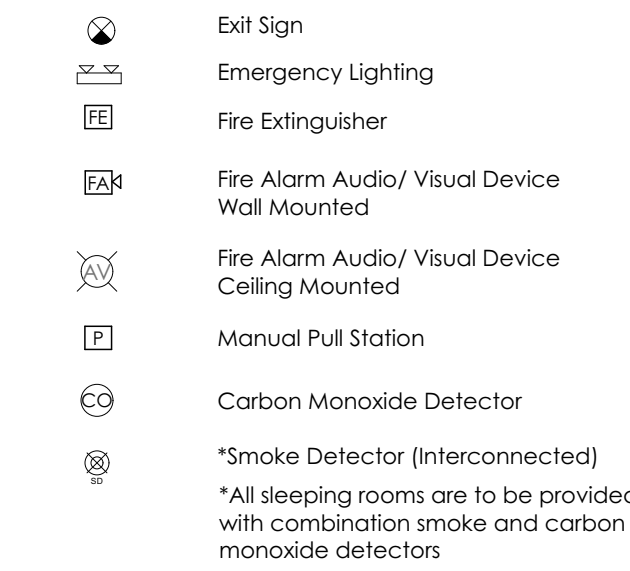 Exit Sign
Emergency Lighting
FE Fire Extinguisher
FA Fire Alarm Audio/ Visual Device
Wall Mounted
AV Fire Alarm Audio/ Visual Device
Ceiling Mounted
P Manual Pull Station
CO Carbon Monoxide Detector
*Smoke Detector (Interconnected)
SD
*All sleeping rooms are to be provided
with combination smoke and carbon
monoxide detectors